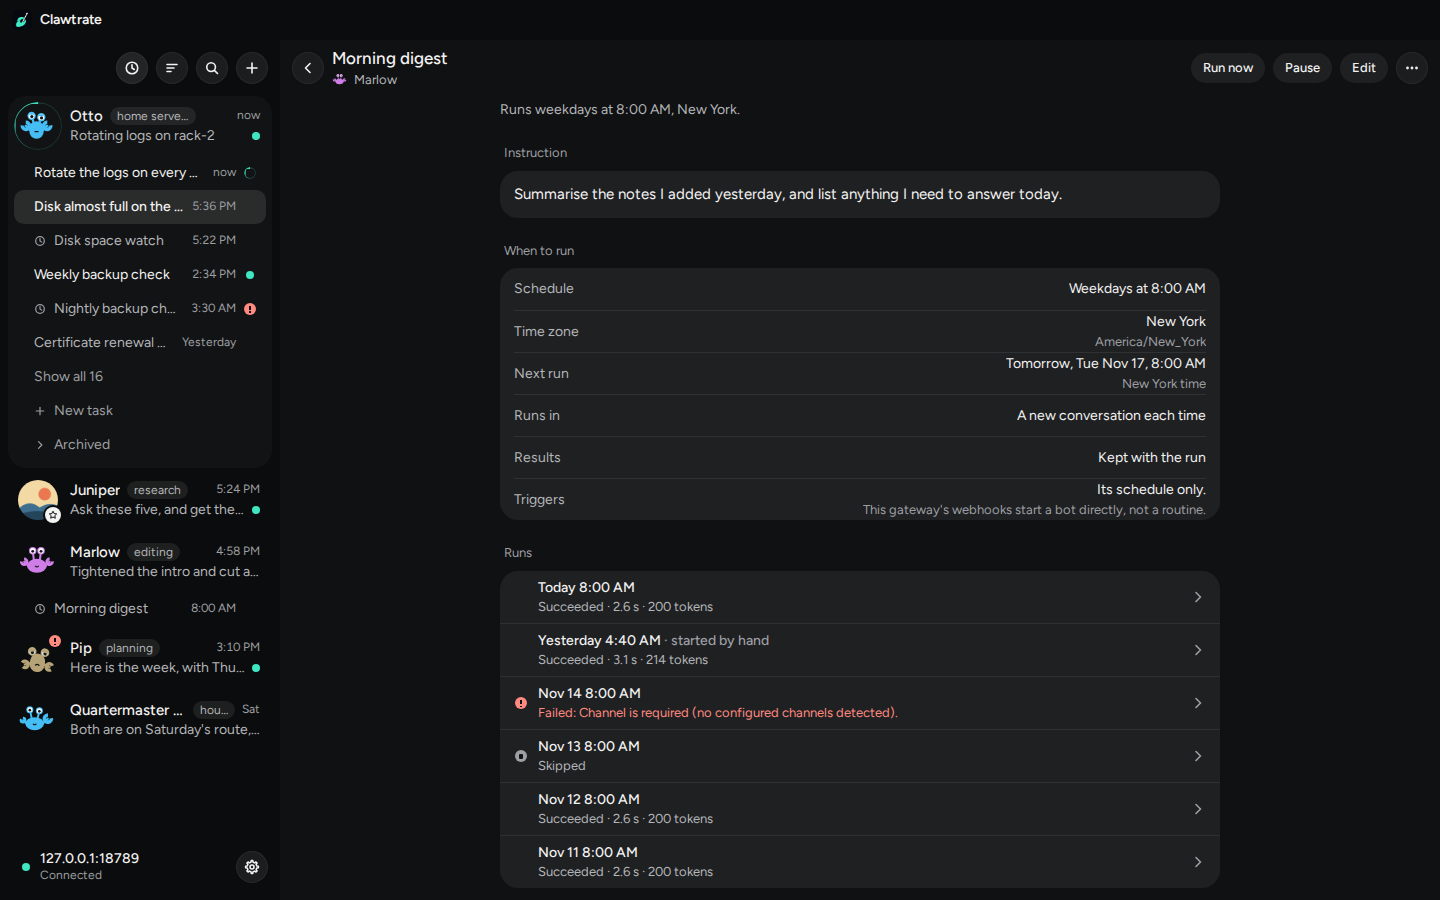 Clawtrate
Otto
home serve...
now
Rotating logs on rack-2
Rotate the logs on every ...
now
Disk almost full on the ...
5:36 PM
Disk space watch
5:22 PM
Weekly backup check
2:34 PM
Nightly backup ch...
3:30 AM
Certificate renewal ...
Yesterday
Show all 16
New task
Archived
Juniper
research
5:24 PM
Ask these five, and get the...
Marlow
editing
4:58 PM
Tightened the intro and cut a...
Morning digest
8:00 AM
Pip
planning
3:10 PM
Here is the week, with Thu...
Quartermaster ...
hou...
Sat
Both are on Saturday's route,...
127.0.0.1:18789
Connected
Morning digest
Marlow
Run now
Pause
Edit
Runs weekdays at 8:00 AM, New York.
Instruction
Summarise the notes I added yesterday, and list anything I need to answer today.
When to run
Schedule
Weekdays at 8:00 AM
Time zone
New York
America/New_York
Next run
Tomorrow, Tue Nov 17, 8:00 AM
New York time
Runs in
A new conversation each time
Results
Kept with the run
Triggers
Its schedule only.
This gateway's webhooks start a bot directly, not a routine.
Runs
Today 8:00 AM
Succeeded · 2.6 s · 200 tokens
Yesterday 4:40 AM · started by hand
Succeeded · 3.1 s · 214 tokens
Nov 14 8:00 AM
Failed: Channel is required (no configured channels detected).
Nov 13 8:00 AM
Skipped
Nov 12 8:00 AM
Succeeded · 2.6 s · 200 tokens
Nov 11 8:00 AM
Succeeded · 2.6 s · 200 tokens